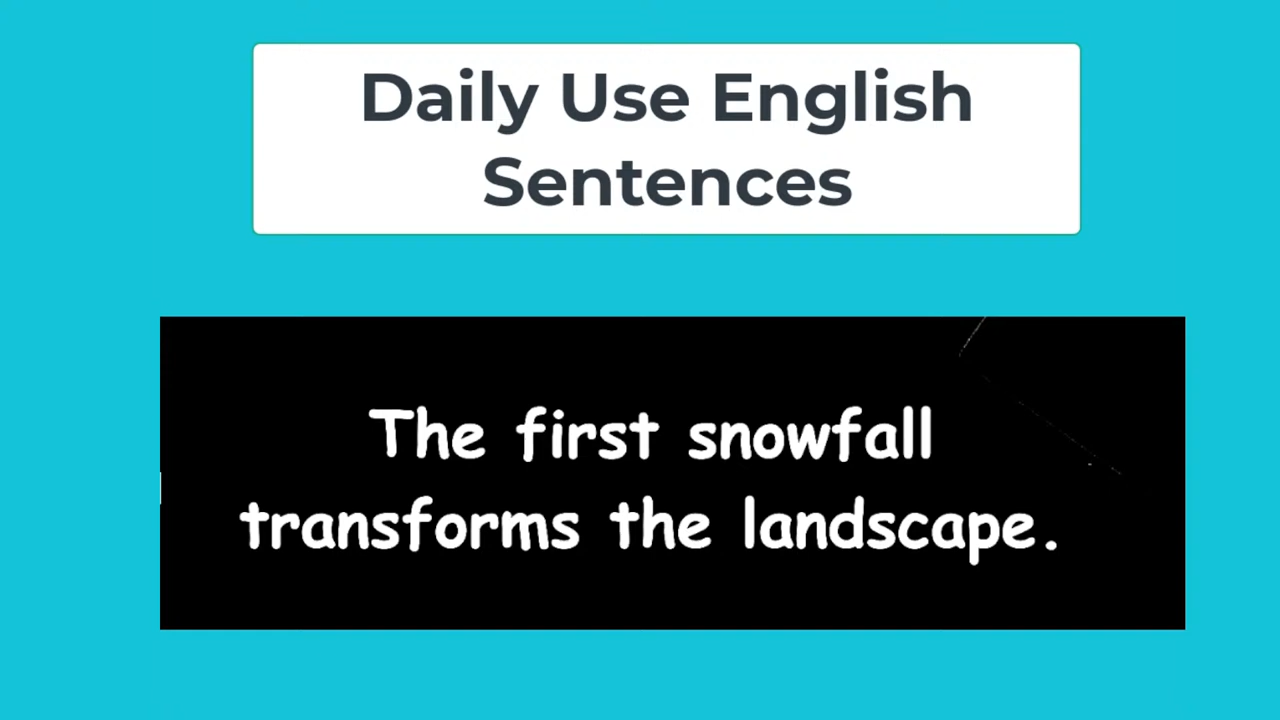 Daily Use English
Sentences
The first snowfall
transforms the landscape.